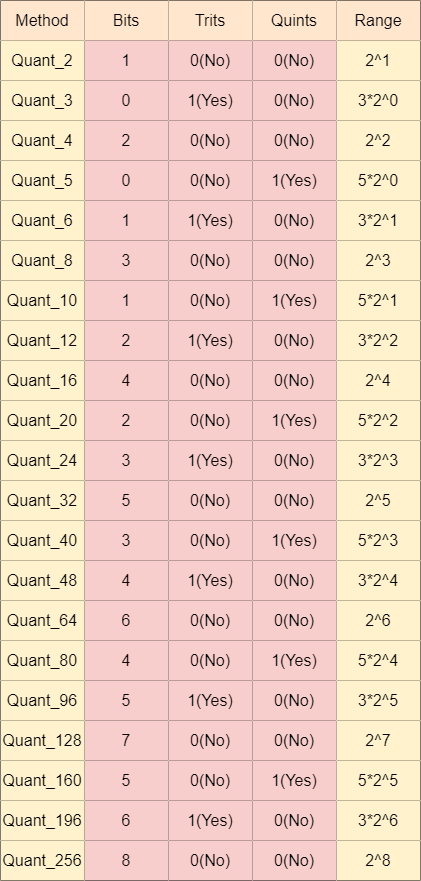 Method Bits Trits Quints Range
Quant_2 1 0(No) 0(No) 2^1
Quant_3 0 1(Yes) 0(No) 3*2^0
Quant_4 2 0(No) 0(No) 2^2
Quant_5 0 0(No) 1(Yes) 5*2^0
Quant_6 1 1(Yes) 0(No) 3*2^1
Quant_8 3 0(No) 0(No) 2^3
Quant_10 1 0(No) 1(Yes) 5*2^1
Quant_12 2 1(Yes) 0(No) 3*2^2
Quant_16 4 0(No) 0(No) 2^4
Quant_20 2 0(No) 1(Yes) 5*2^2
Quant_24 3 1(Yes) 0(No) 3*2^3
Quant_32 5 0(No) 0(No) 2^5
Quant_40 3 0(No) 1(Yes) 5*2^3
Quant_48 4 1(Yes) 0(No) 3*2^4
Quant_64 6 0(No) 0(No) 2^6
Quant_80 4 0(No) 1(Yes) 5*2^4
Quant_96 5 1(Yes) 0(No) 3*2^5
Quant_128 7 0(No) 0(No) 2^7
Quant_160 5 0(No) 1(Yes) 5*2^5
Quant_196 6 1(Yes) 0(No) 3*2^6
Quant_256 8 0(No) 0(No) 2^8